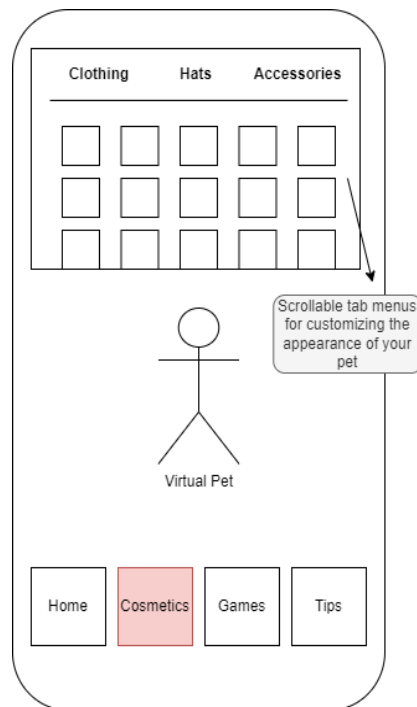 Clothing Hats Accessories
Scrollable tab menus
for customizing the
appearance of your
pet
Virtual Pet
Home Cosmetics Games Tips